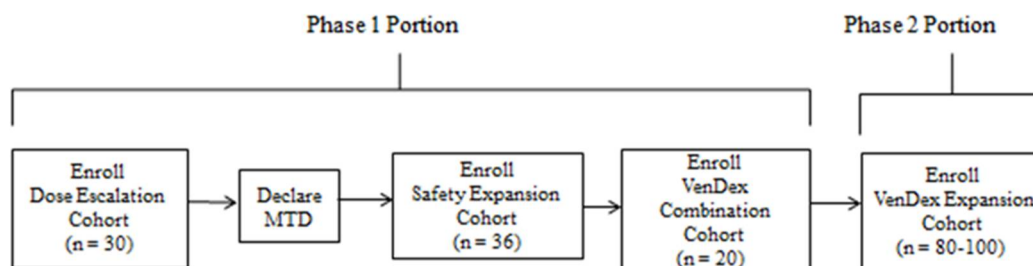 Phase 1 Portion
Phase 2 Portion
Enroll
Dose Escalation
Cohort
(n = 30)
Declare
MTD
Enroll
Safety Expansion
Cohort
(n = 36)
Enroll
VenDex
Combination
Cohort
(n = 20)
Enroll
VenDex Expansion
Cohort
(n = 80-100)